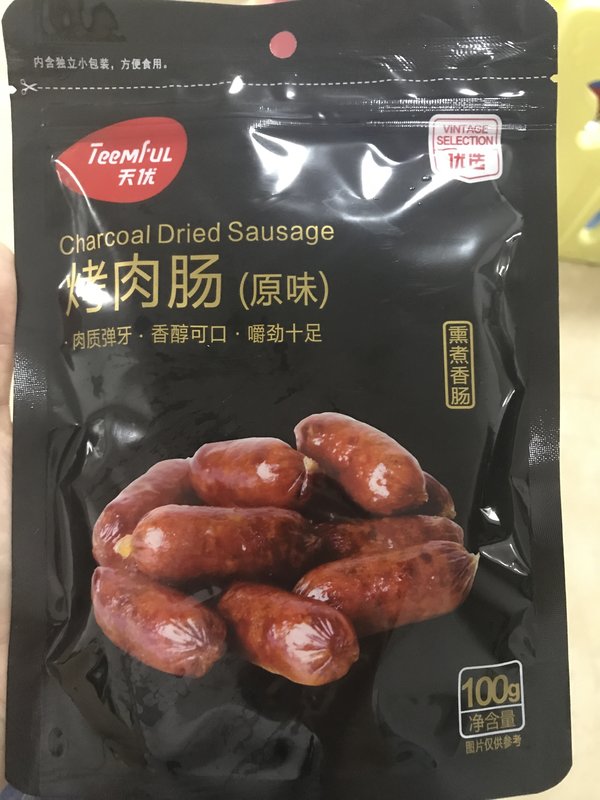 内含独立小包装，方便食用。
TeemFuL
天优
VINTAGE
SELECTION
优选
Charcoal Dried Sausage
烤肉肠 (原味)
·肉质弹牙·香醇可口·嚼劲十足
熏煮香肠
100g
净含量
图片仅供参考